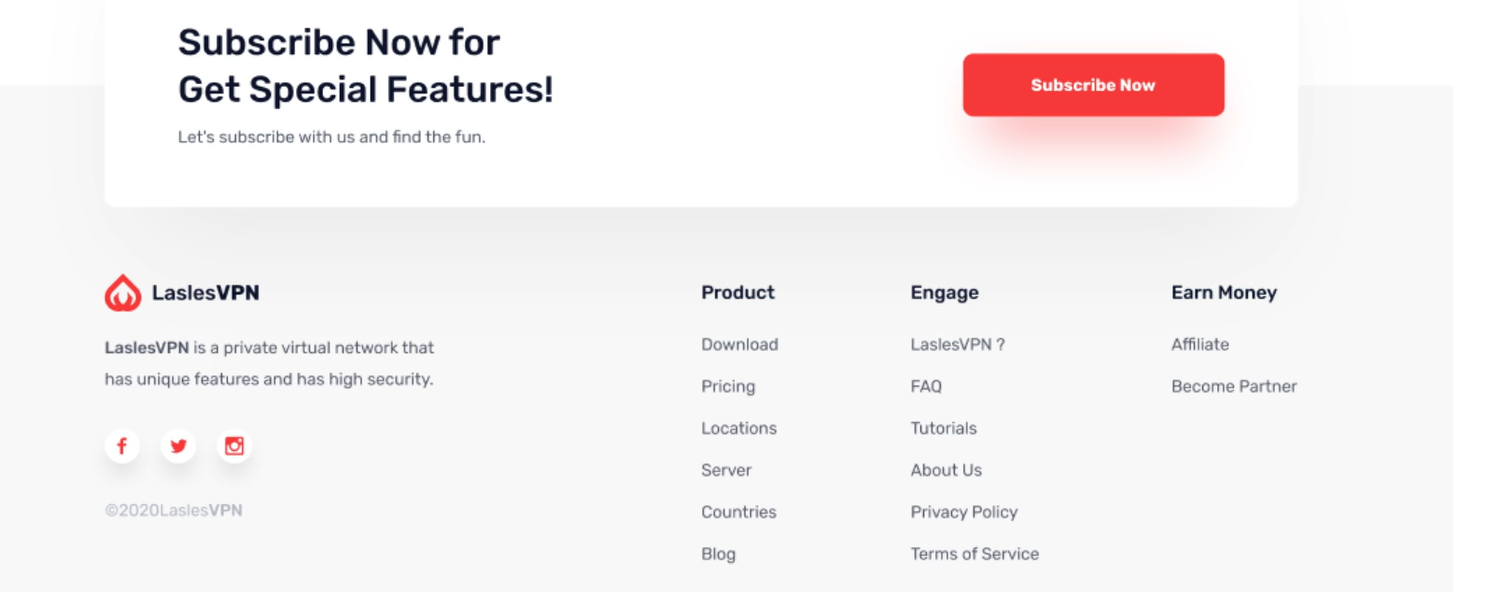 Subscribe Now for
Get Special Features!
Let's subscribe with us and find the fun.
Subscribe Now
LaslesVPN
LaslesVPN is a private virtual network that
has unique features and has high security.
©2020LaslesVPN
Product
Download
Pricing
Locations
Server
Countries
Blog
Engage
LaslesVPN ?
FAQ
Tutorials
About Us
Privacy Policy
Terms of Service
Earn Money
Affiliate
Become Partner